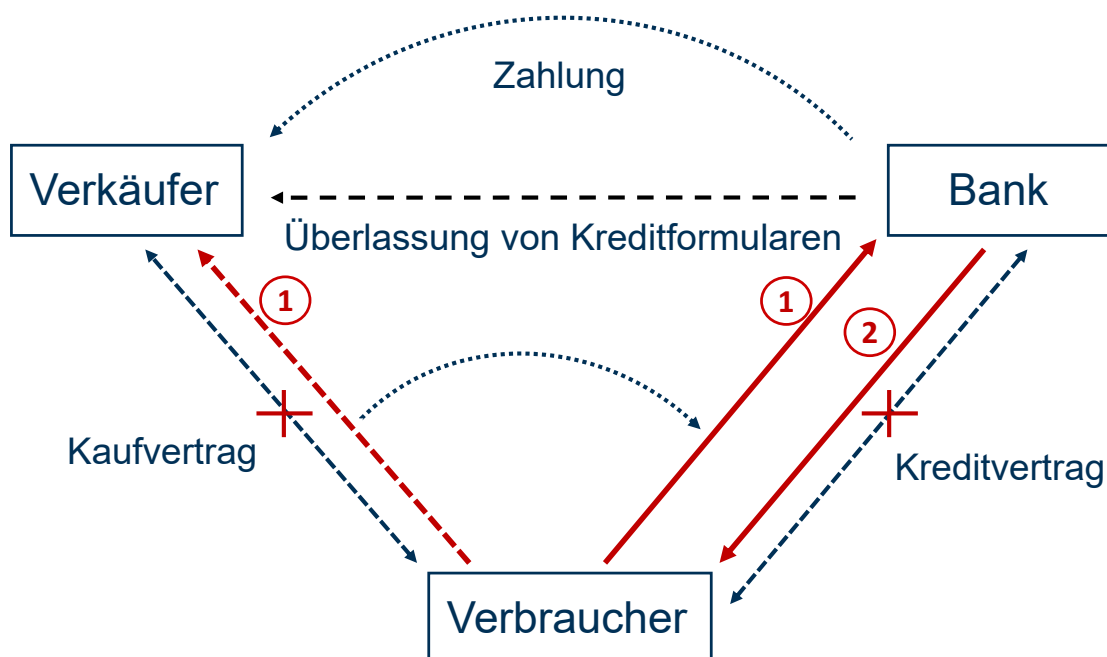 Zahlung
Verkäufer
Bank
Überlassung von Kreditformularen
1
1
2
Kaufvertrag
Kreditvertrag
Verbraucher